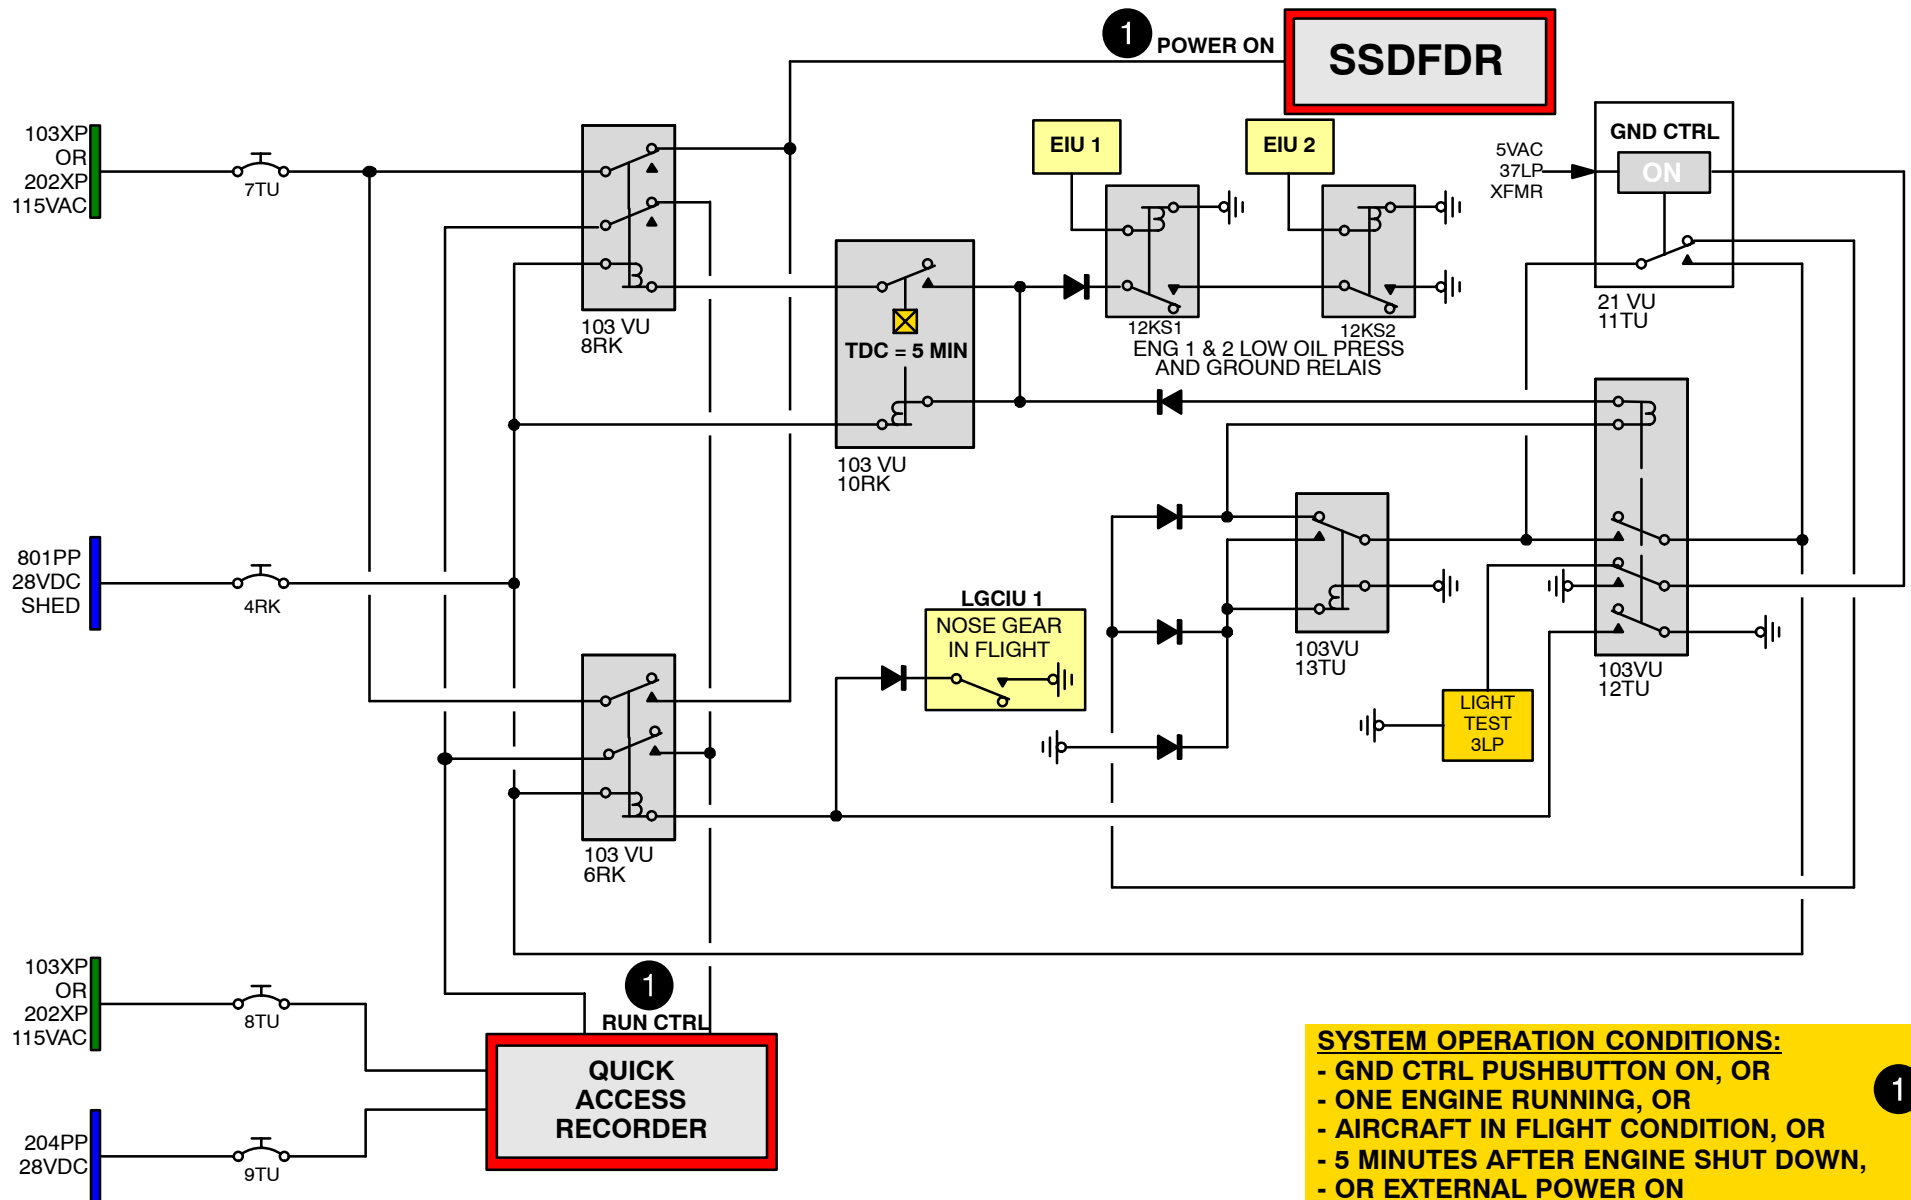 1
POWER ON
SSDFDR
103XP
OR
202XP
115VAC
7TU
103 VU
8RK
EIU 1
EIU 2
12KS1
12KS2
ENG 1 & 2 LOW OIL PRESS
AND GROUND RELAIS
5VAC
37LP
XFMR
GND CTRL
ON
21 VU
11TU
TDC = 5 MIN
103 VU
10RK
801PP
28VDC
SHED
4RK
LGCIU 1
NOSE GEAR
IN FLIGHT
103VU
13TU
103VU
12TU
LIGHT
TEST
3LP
103 VU
6RK
103XP
OR
202XP
115VAC
8TU
1
RUN CTRL
QUICK
ACCESS
RECORDER
204PP
28VDC
9TU
SYSTEM OPERATION CONDITIONS:
- GND CTRL PUSHBUTTON ON, OR
- ONE ENGINE RUNNING, OR
- AIRCRAFT IN FLIGHT CONDITION, OR
- 5 MINUTES AFTER ENGINE SHUT DOWN,
- OR EXTERNAL POWER ON
1